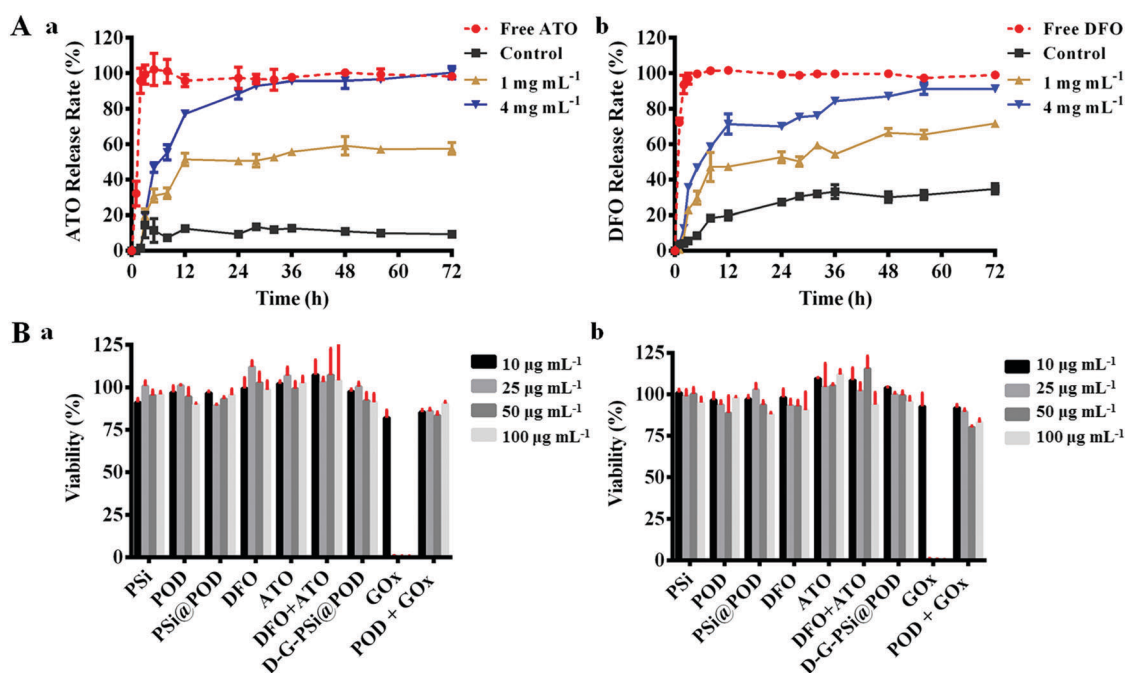 A
a
ATO Release Rate (%)
120
100
80
60
40
20
0
0 12 24 36 48 60 72
Time (h)
Free ATO
Control
1 mg mL⁻¹
4 mg mL⁻¹
b
DFO Release Rate (%)
120
100
80
60
40
20
0
0 12 24 36 48 60 72
Time (h)
Free DFO
Control
1 mg mL⁻¹
4 mg mL⁻¹
B
a
Viability (%)
125
100
75
50
25
0
PSi
POD
PSi@POD
DFO
ATO
DFO+ATO
D-G-PSi@POD
GOx
POD + GOx
10 µg mL⁻¹
25 µg mL⁻¹
50 µg mL⁻¹
100 µg mL⁻¹
b
Viability (%)
125
100
75
50
25
0
PSi
POD
PSi@POD
DFO
ATO
DFO+ATO
D-G-PSi@POD
GOx
POD + GOx
10 µg mL⁻¹
25 µg mL⁻¹
50 µg mL⁻¹
100 µg mL⁻¹